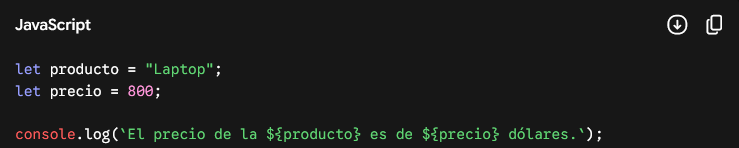 JavaScript
let producto = "Laptop";
let precio = 800;
console.log(`El precio de la ${producto} es de ${precio} dólares.`);